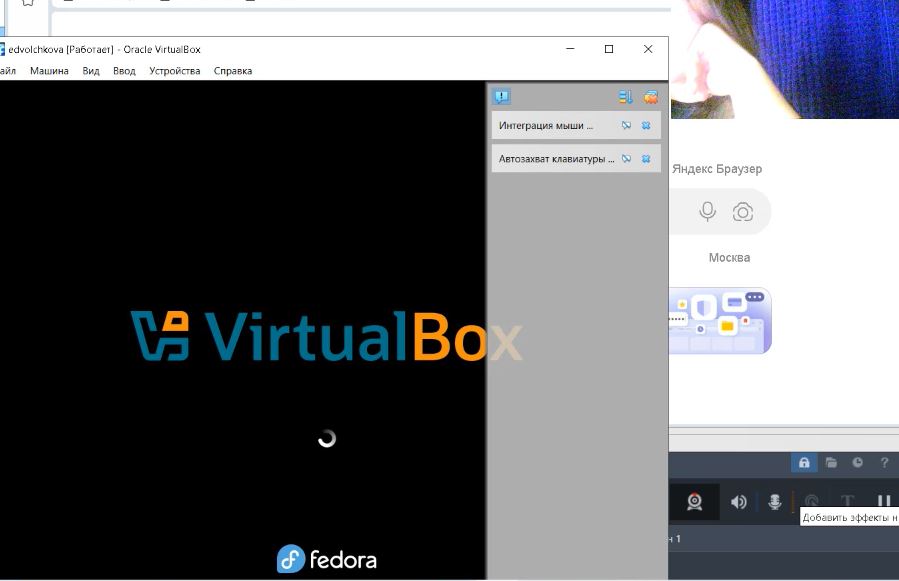 edvolchkova [Работает] - Oracle VirtualBox
айл Машина Вид Ввод Устройства Справка
Интеграция мыши ...
Автозахват клавиатуры ...
Яндекс Браузер
Москва
VirtualBox
fedora
Добавить эффекты н
н 1